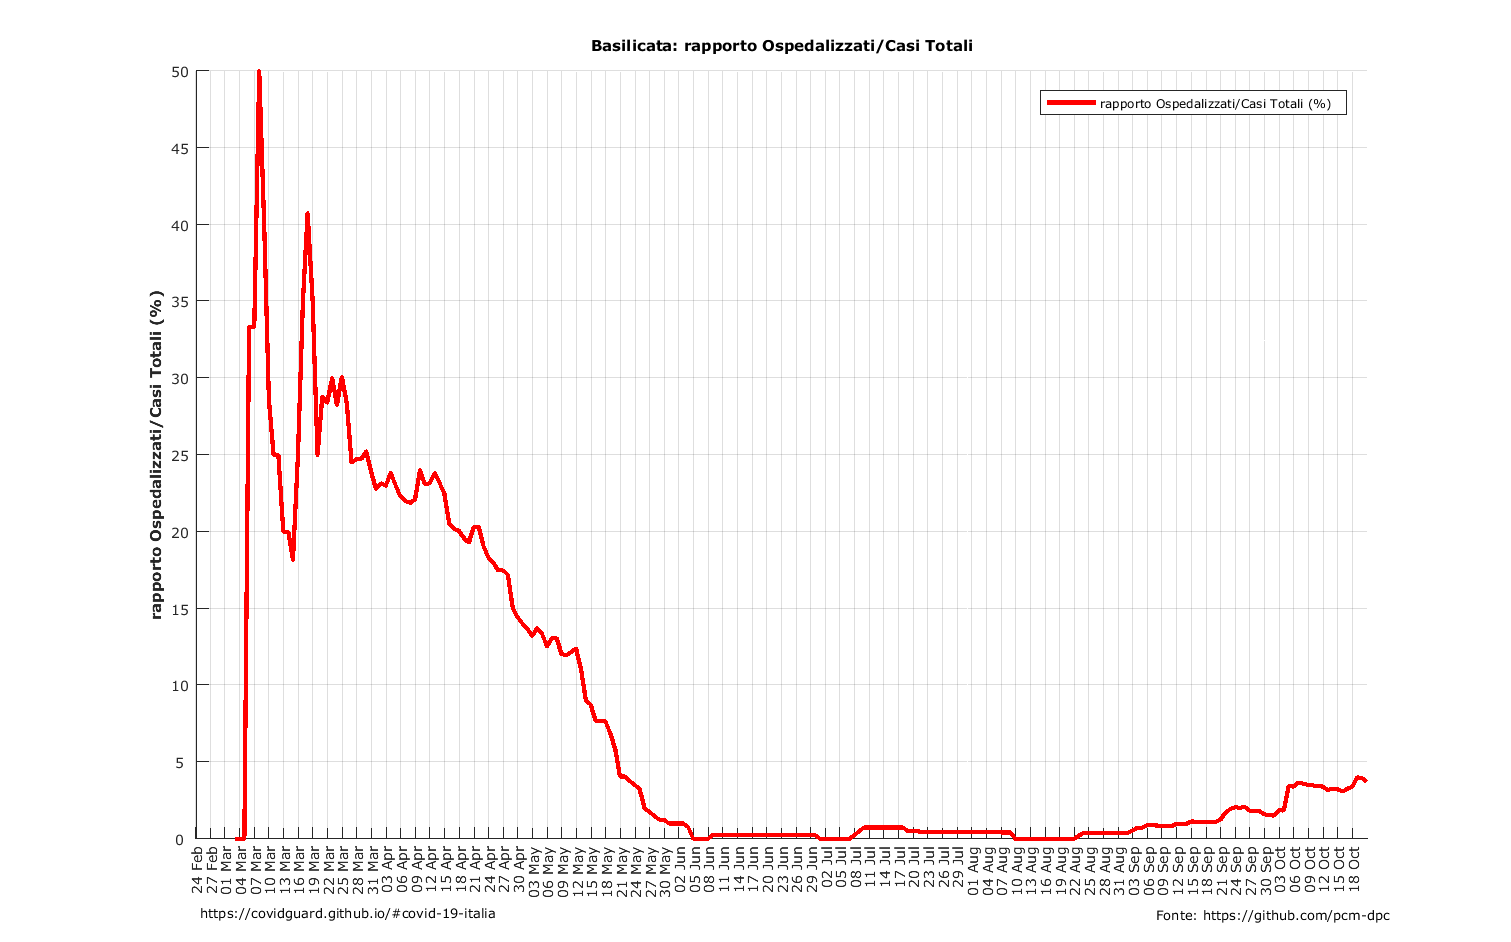 Basilicata: rapporto Ospedalizzati/Casi Totali
rapporto Ospedalizzati/Casi Totali (%)
rapporto Ospedalizzati/Casi Totali (%)
50
45
40
35
30
25
20
15
10
5
0
24 Feb
27 Feb
01 Mar
04 Mar
07 Mar
10 Mar
13 Mar
16 Mar
19 Mar
22 Mar
25 Mar
28 Mar
31 Mar
03 Apr
06 Apr
09 Apr
12 Apr
15 Apr
18 Apr
21 Apr
24 Apr
27 Apr
30 Apr
03 May
06 May
09 May
12 May
15 May
18 May
21 May
24 May
27 May
30 May
02 Jun
05 Jun
08 Jun
11 Jun
14 Jun
17 Jun
20 Jun
23 Jun
26 Jun
29 Jun
02 Jul
05 Jul
08 Jul
11 Jul
14 Jul
17 Jul
20 Jul
23 Jul
26 Jul
29 Jul
01 Aug
04 Aug
07 Aug
10 Aug
13 Aug
16 Aug
19 Aug
22 Aug
25 Aug
28 Aug
31 Aug
03 Sep
06 Sep
09 Sep
12 Sep
15 Sep
18 Sep
21 Sep
24 Sep
27 Sep
30 Sep
03 Oct
06 Oct
09 Oct
12 Oct
15 Oct
18 Oct
https://covidguard.github.io/#covid-19-italia
Fonte: https://github.com/pcm-dpc